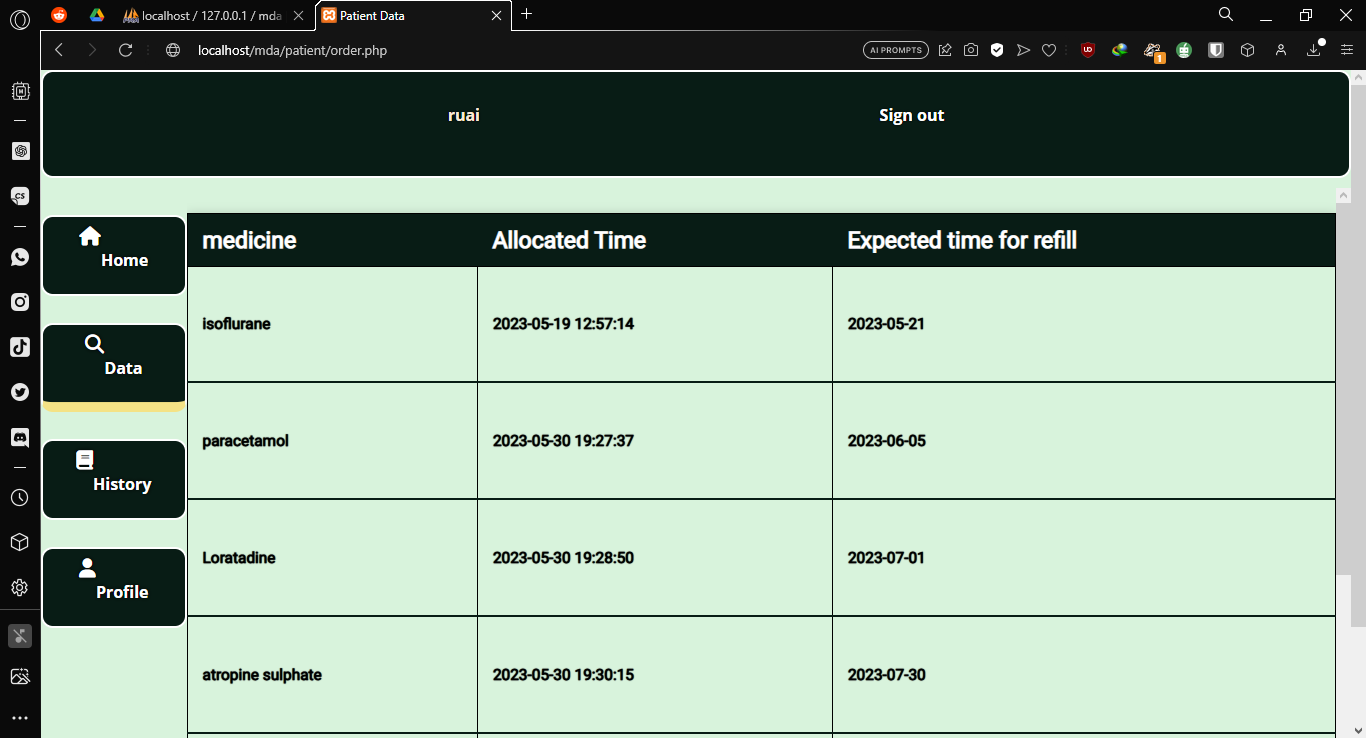 localhost / 127.0.0.1 / mda
Patient Data
localhost/mda/patient/order.php
AI PROMPTS
1
ruai
Sign out
Home
Data
History
Profile
medicine Allocated Time Expected time for refill
isoflurane 2023-05-19 12:57:14 2023-05-21
paracetamol 2023-05-30 19:27:37 2023-06-05
Loratadine 2023-05-30 19:28:50 2023-07-01
atropine sulphate 2023-05-30 19:30:15 2023-07-30